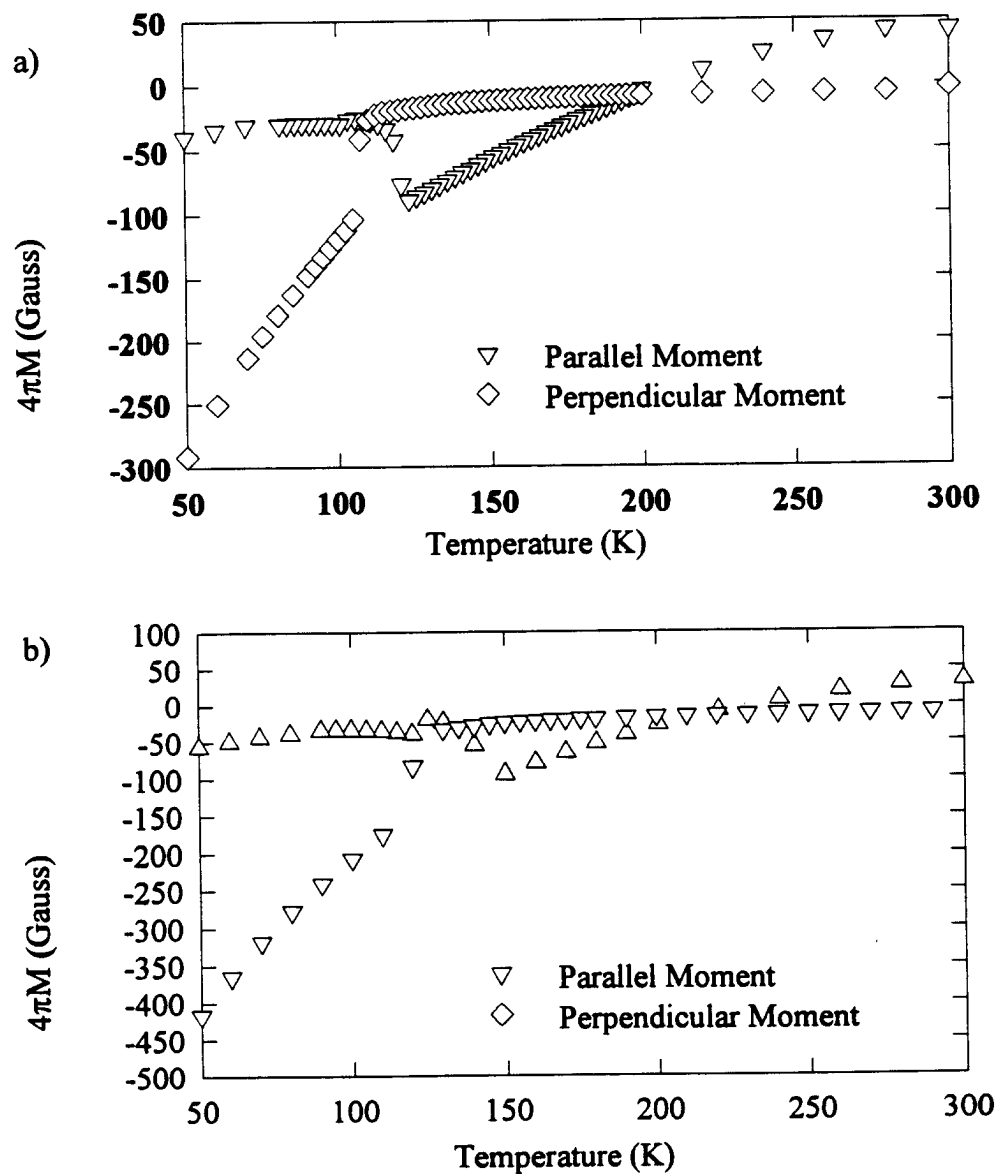 a)
50
0
-50
-100
-150
-200
-250
-300
4πM (Gauss)
Parallel Moment
Perpendicular Moment
50 100 150 200 250 300
Temperature (K)
b)
100
50
0
-50
-100
-150
-200
-250
-300
-350
-400
-450
-500
4πM (Gauss)
Parallel Moment
Perpendicular Moment
50 100 150 200 250 300
Temperature (K)